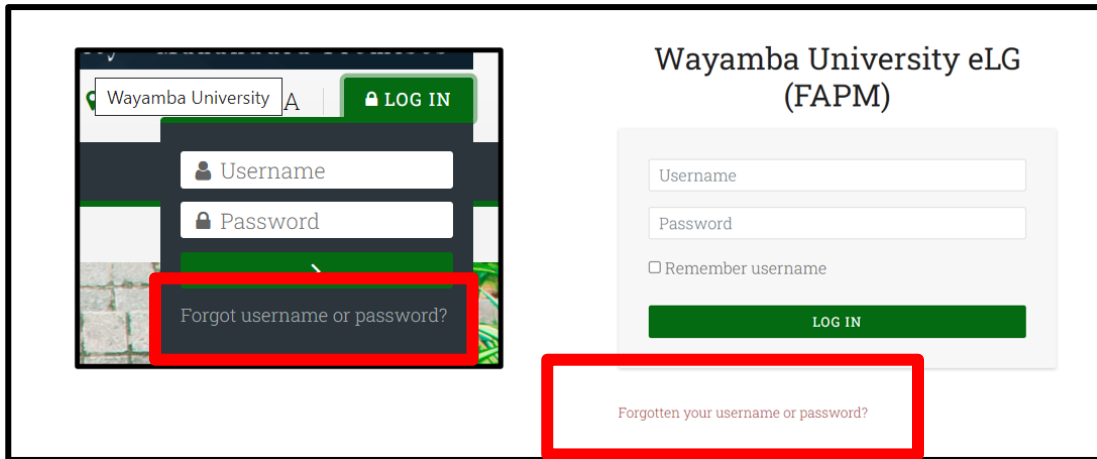 Wayamba University
A
LOG IN
Username
Password
Forgot username or password?
Wayamba University eLG
(FAPM)
Username
Password
Remember username
LOG IN
Forgotten your username or password?